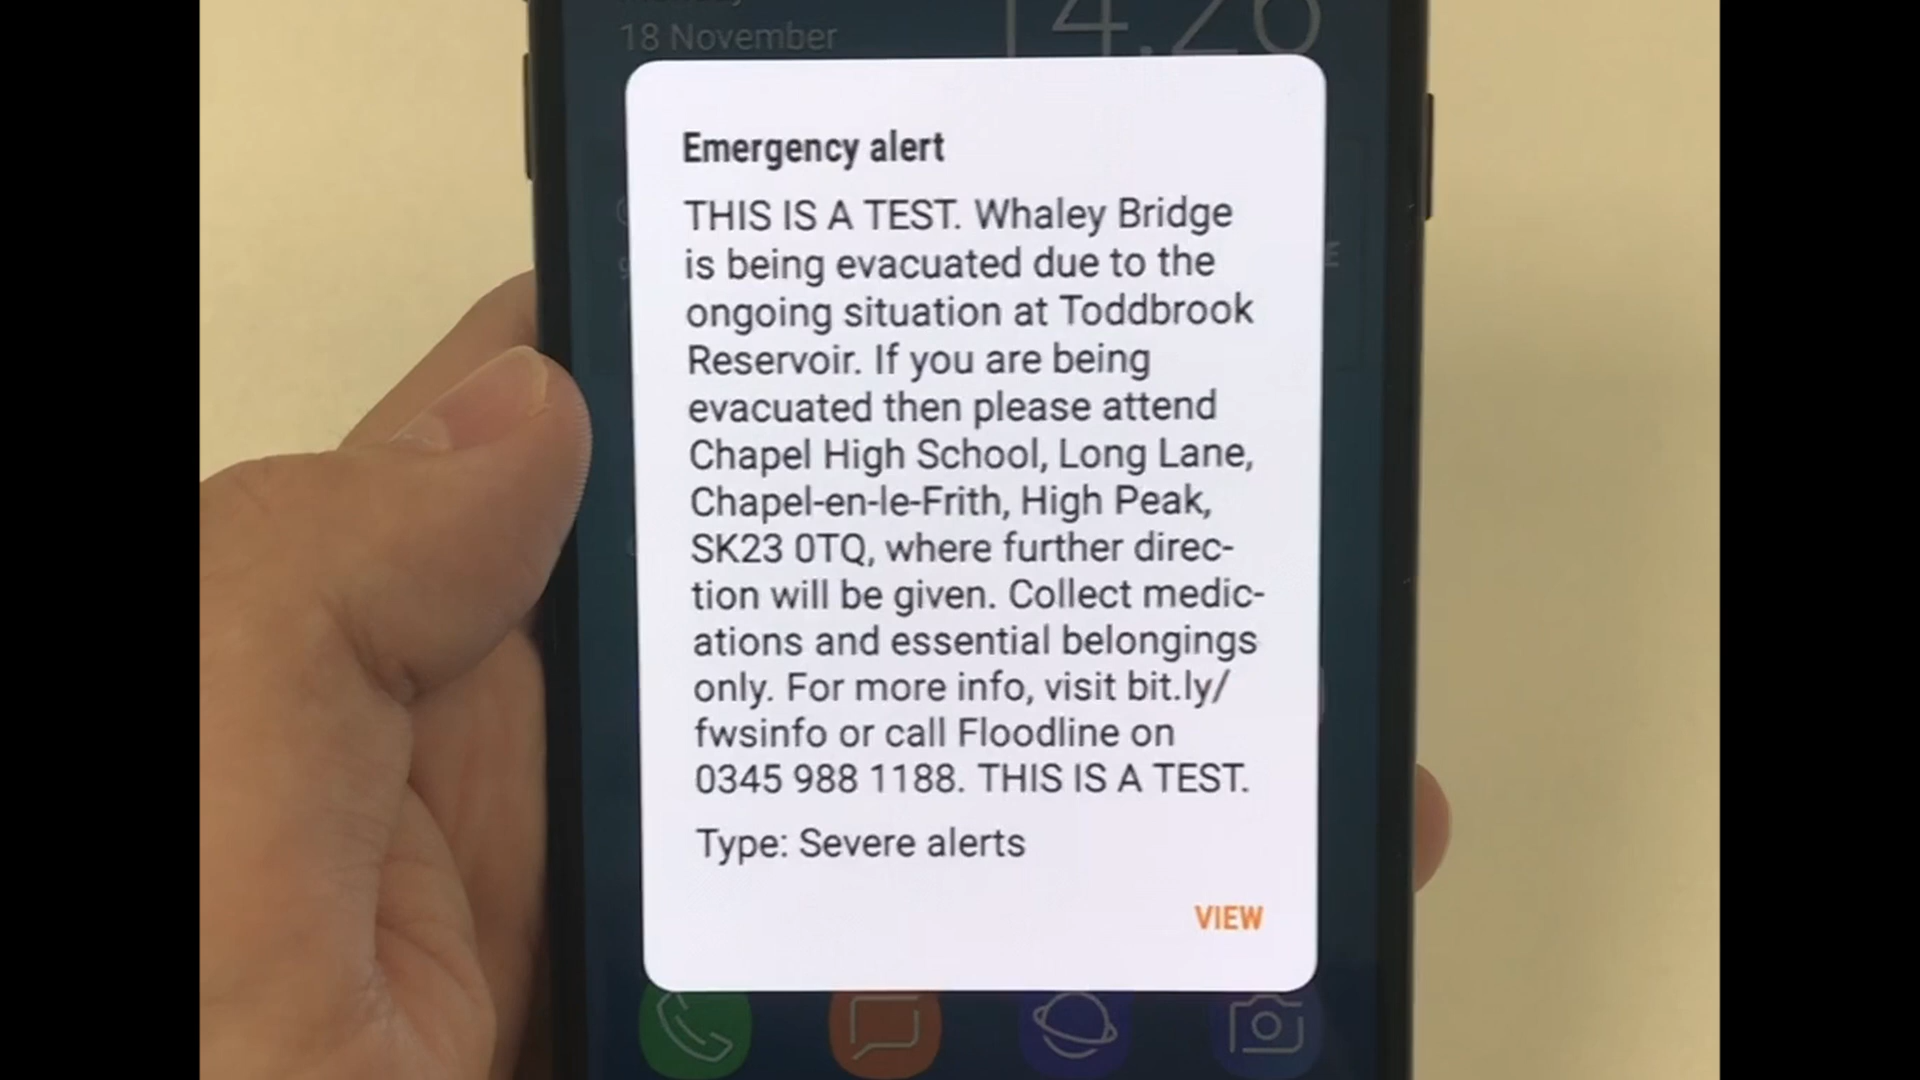 18 November
14.26
Emergency alert
THIS IS A TEST. Whaley Bridge
is being evacuated due to the
ongoing situation at Toddbrook
Reservoir. If you are being
evacuated then please attend
Chapel High School, Long Lane,
Chapel-en-le-Frith, High Peak,
SK23 0TQ, where further direc-
tion will be given. Collect medic-
ations and essential belongings
only. For more info, visit bit.ly/
fwsinfo or call Floodline on
0345 988 1188. THIS IS A TEST.
Type: Severe alerts
VIEW